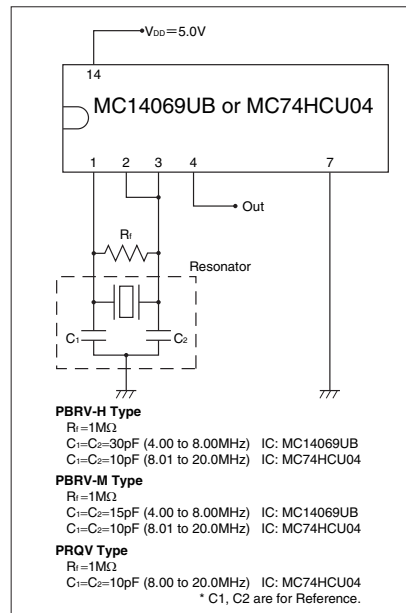 V_DD=5.0V
14
MC14069UB or MC74HCU04
1 2 3 4 7
Out
Rf
Resonator
C1 C2
PBRV-H Type
Rf=1MΩ
C1=C2=30pF (4.00 to 8.00MHz) IC: MC14069UB
C1=C2=10pF (8.01 to 20.0MHz) IC: MC74HCU04
PBRV-M Type
Rf=1MΩ
C1=C2=15pF (4.00 to 8.00MHz) IC: MC14069UB
C1=C2=10pF (8.01 to 20.0MHz) IC: MC74HCU04
PRQV Type
Rf=1MΩ
C1=C2=10pF (8.00 to 20.0MHz) IC: MC74HCU04
* C1, C2 are for Reference.